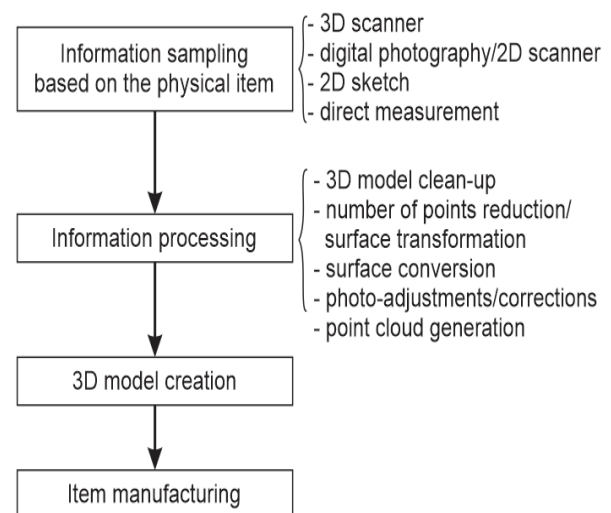 Information sampling
based on the physical item
- 3D scanner
- digital photography/2D scanner
- 2D sketch
- direct measurement
Information processing
- 3D model clean-up
- number of points reduction/
surface transformation
- surface conversion
- photo-adjustments/corrections
- point cloud generation
3D model creation
Item manufacturing